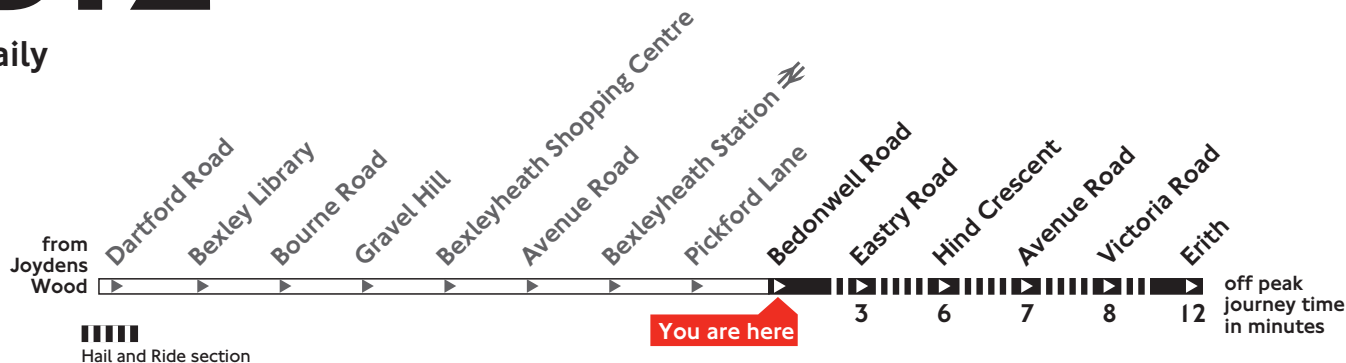 Daily
from
Joydens
Wood
Dartford Road
Bexley Library
Bourne Road
Gravel Hill
Bexleyheath Shopping Centre
Avenue Road
Bexleyheath Station
Pickford Lane
Bedonwell Road
Eastry Road
Hind Crescent
Avenue Road
Victoria Road
Erith
3
6
7
8
12
off peak
journey time
in minutes
You are here
Hail and Ride section